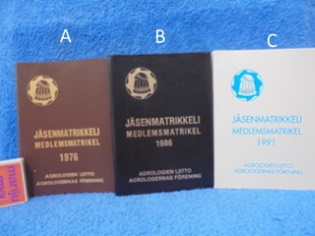 A
B
C
JÄSENMATRIKKELI
MEDLEMSMATRIKEL
1976
AGROLOGIEN LIITTO
AGROLOGERNAS FÖRENING
JÄSENMATRIKKELI
MEDLEMSMATRIKEL
1986
AGROLOGIEN LIITTO
AGROLOGERNAS FÖRENING
JÄSENMATRIKKELI
MEDLEMSMATRIKEL
1991
AGROLOGIEN LIITTO
AGROLOGERNAS FÖRENING